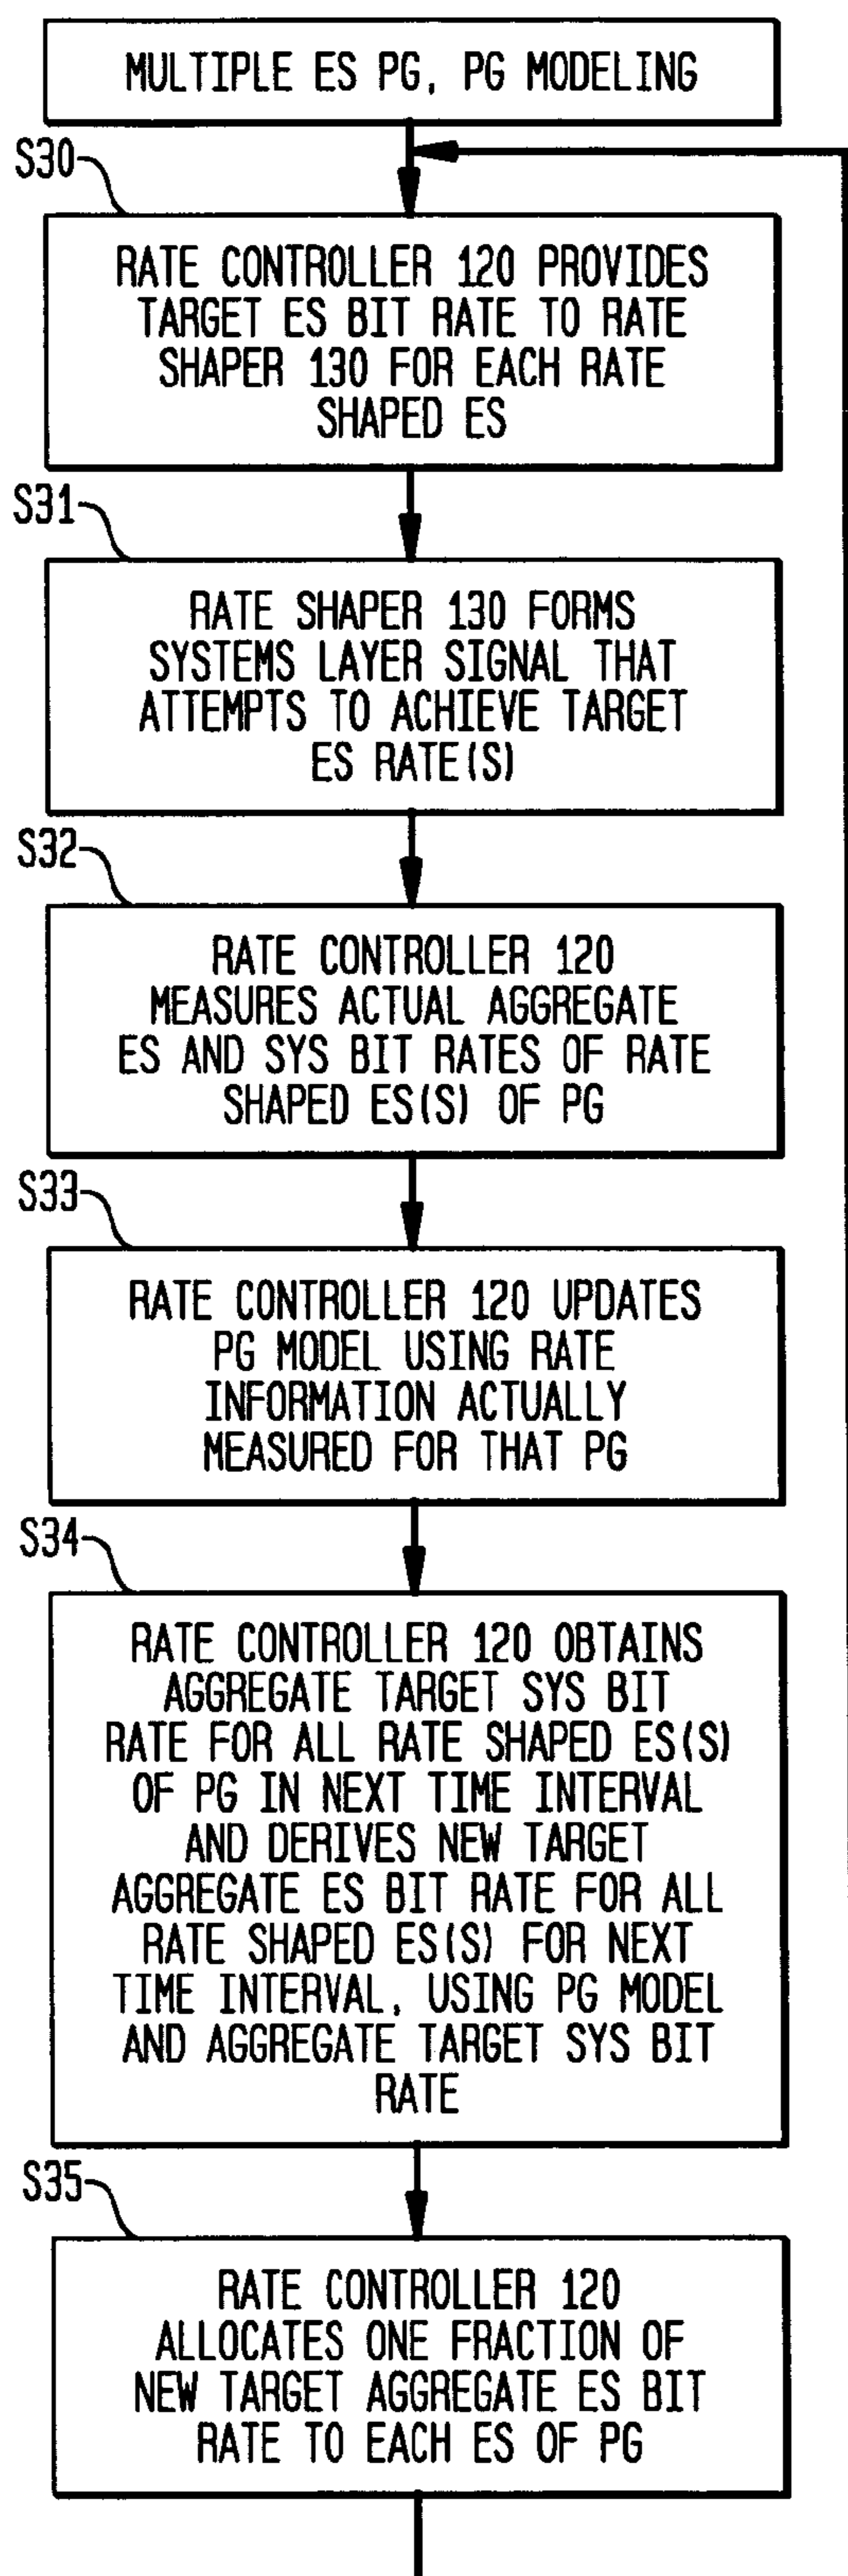 MULTIPLE ES PG, PG MODELING
S30
RATE CONTROLLER 120 PROVIDES
TARGET ES BIT RATE TO RATE
SHAPER 130 FOR EACH RATE
SHAPED ES
S31
RATE SHAPER 130 FORMS
SYSTEMS LAYER SIGNAL THAT
ATTEMPTS TO ACHIEVE TARGET
ES RATE(S)
S32
RATE CONTROLLER 120
MEASURES ACTUAL AGGREGATE
ES AND SYS BIT RATES OF RATE
SHAPED ES(S) OF PG
S33
RATE CONTROLLER 120 UPDATES
PG MODEL USING RATE
INFORMATION ACTUALLY
MEASURED FOR THAT PG
S34
RATE CONTROLLER 120 OBTAINS
AGGREGATE TARGET SYS BIT
RATE FOR ALL RATE SHAPED ES(S)
OF PG IN NEXT TIME INTERVAL
AND DERIVES NEW TARGET
AGGREGATE ES BIT RATE FOR ALL
RATE SHAPED ES(S) FOR NEXT
TIME INTERVAL, USING PG MODEL
AND AGGREGATE TARGET SYS BIT
RATE
S35
RATE CONTROLLER 120
ALLOCATES ONE FRACTION OF
NEW TARGET AGGREGATE ES BIT
RATE TO EACH ES OF PG